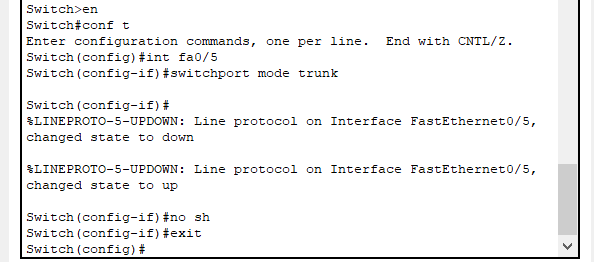 Switch>en
Switch#conf t
Enter configuration commands, one per line.  End with CNTL/Z.
Switch(config)#int fa0/5
Switch(config-if)#switchport mode trunk
Switch(config-if)#
%LINEPROTO-5-UPDOWN: Line protocol on Interface FastEthernet0/5,
changed state to down
%LINEPROTO-5-UPDOWN: Line protocol on Interface FastEthernet0/5,
changed state to up
Switch(config-if)#no sh
Switch(config-if)#exit
Switch(config)#